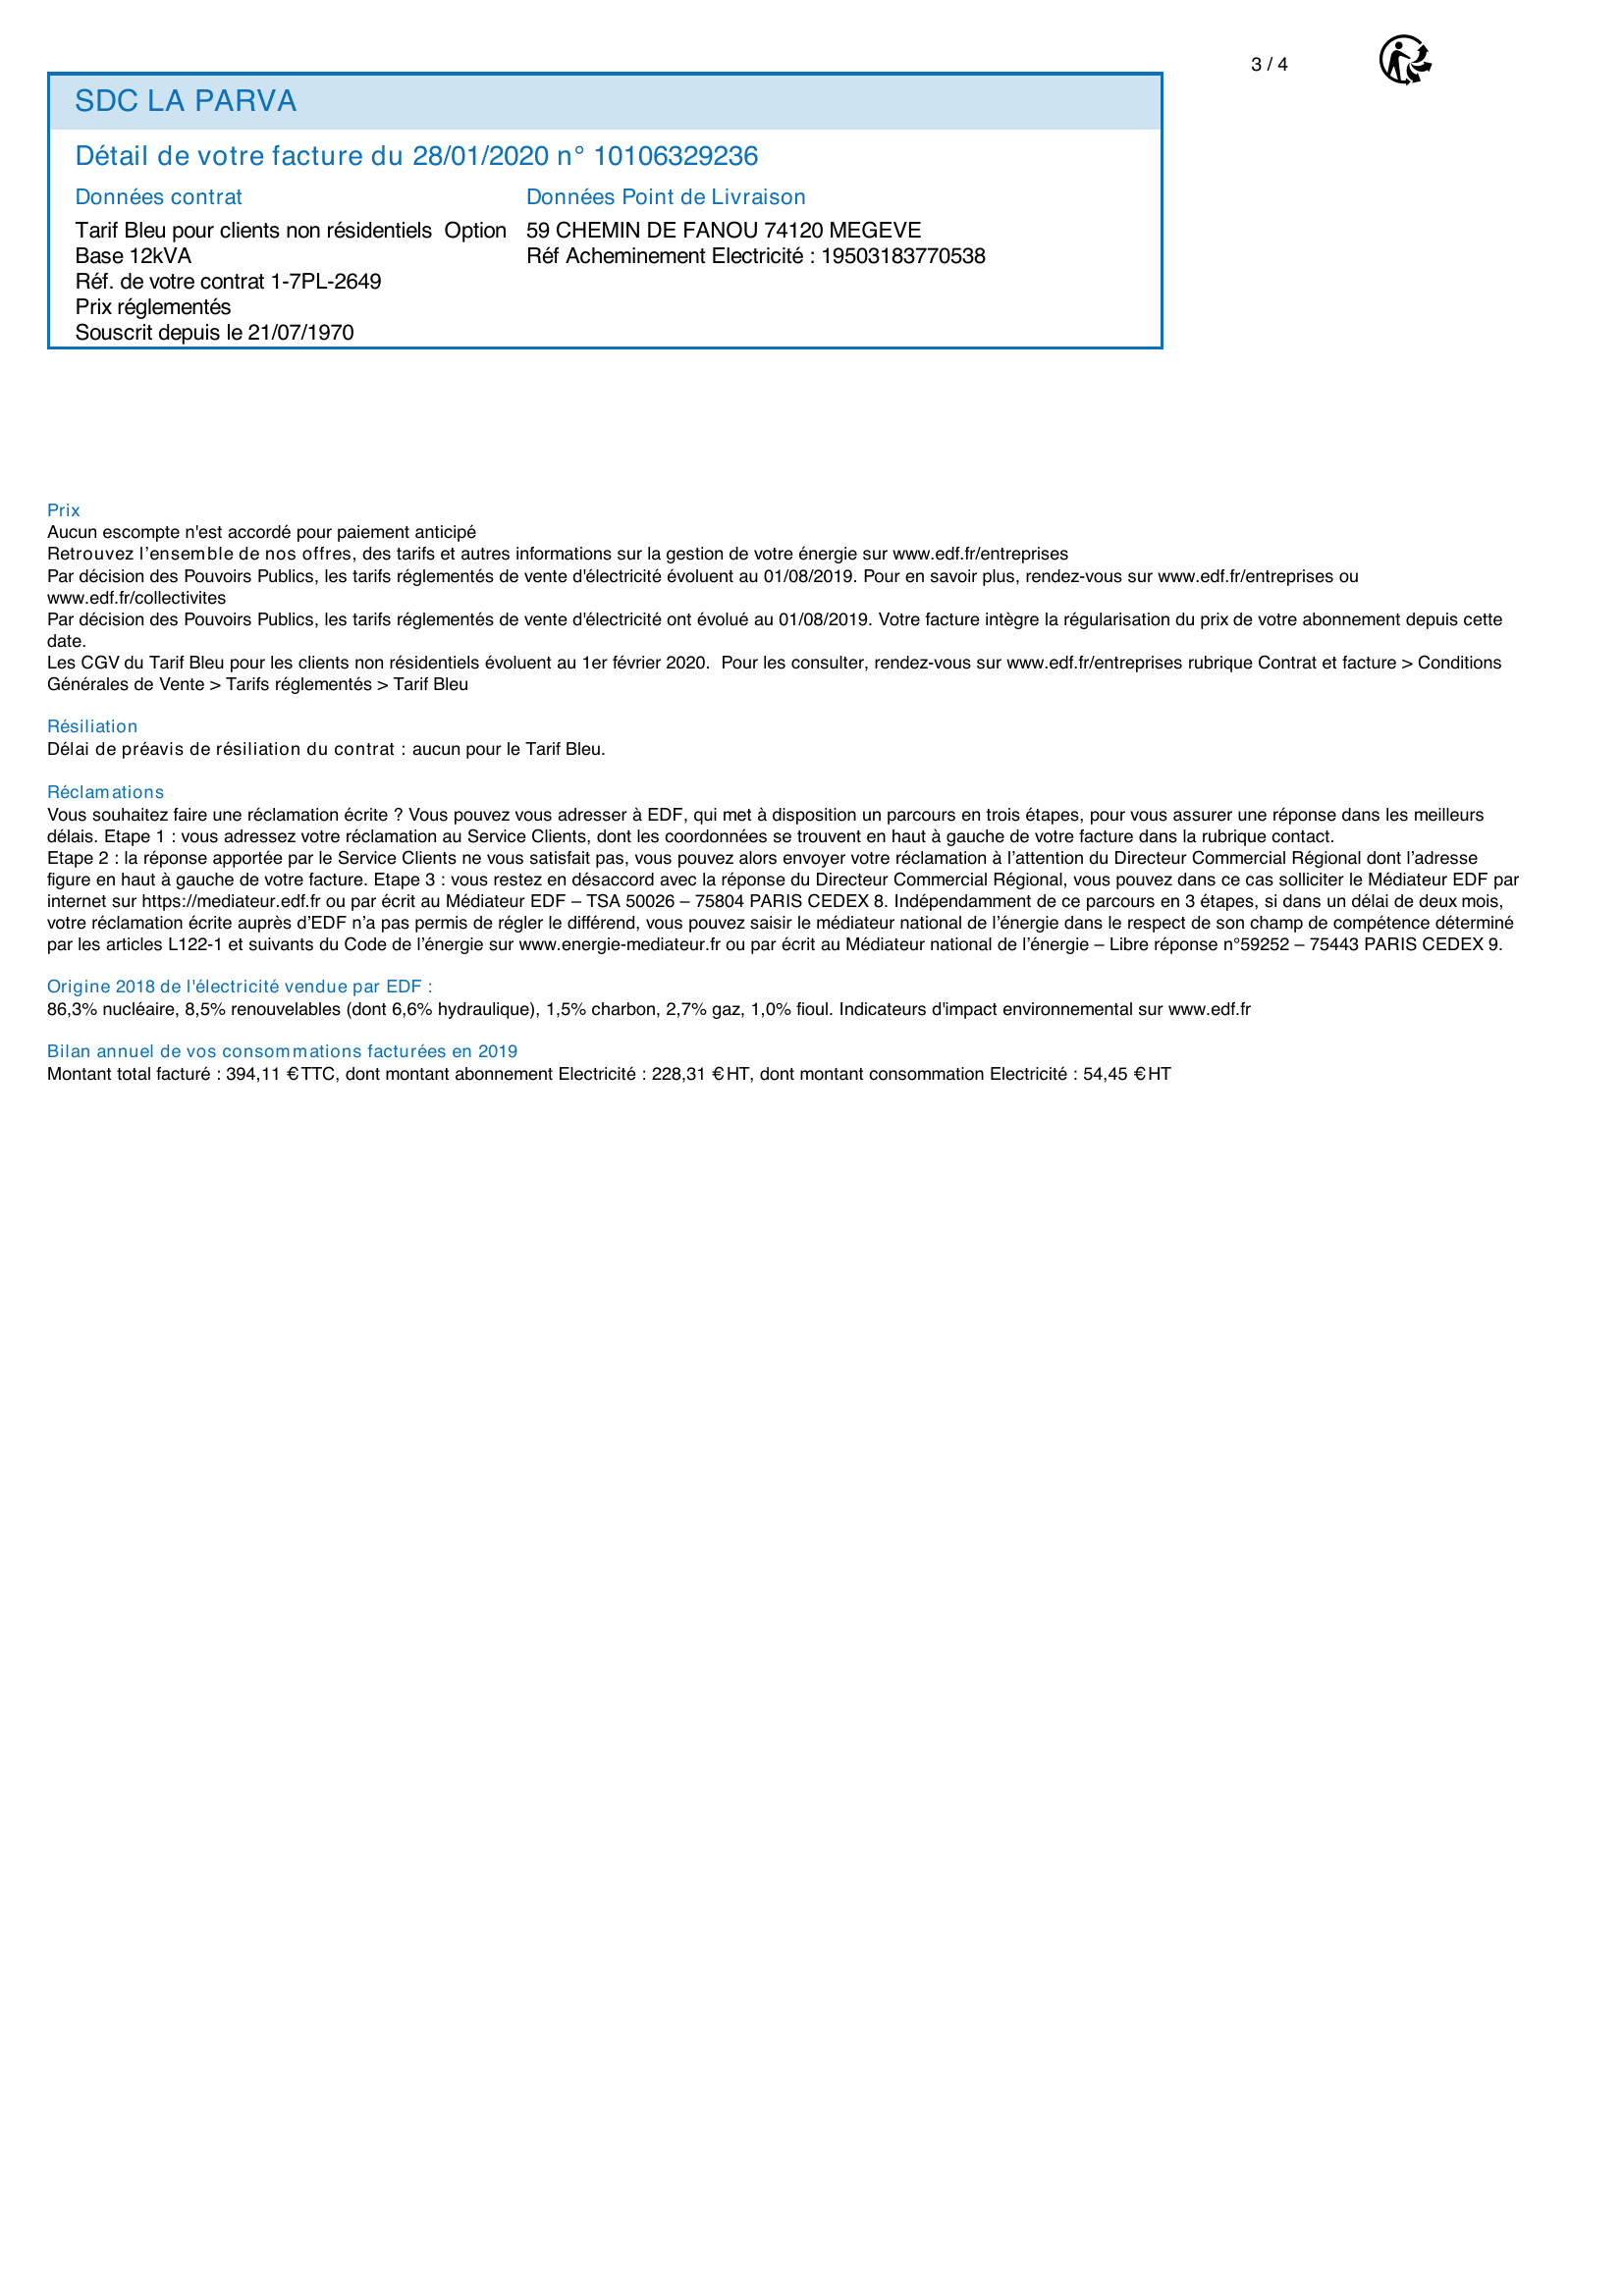 3 / 4
SDC LA PARVA
Détail de votre facture du 28/01/2020 n° 10106329236
Données contrat
Tarif Bleu pour clients non résidentiels  Option
Base 12kVA
Réf. de votre contrat 1-7PL-2649
Prix réglementés
Souscrit depuis le 21/07/1970
Données Point de Livraison
59 CHEMIN DE FANOU 74120 MEGEVE
Réf Acheminement Electricité : 19503183770538
Prix
Aucun escompte n'est accordé pour paiement anticipé
Retrouvez l’ensemble de nos offres, des tarifs et autres informations sur la gestion de votre énergie sur www.edf.fr/entreprises
Par décision des Pouvoirs Publics, les tarifs réglementés de vente d'électricité évoluent au 01/08/2019. Pour en savoir plus, rendez-vous sur www.edf.fr/entreprises ou
www.edf.fr/collectivites
Par décision des Pouvoirs Publics, les tarifs réglementés de vente d'électricité ont évolué au 01/08/2019. Votre facture intègre la régularisation du prix de votre abonnement depuis cette
date.
Les CGV du Tarif Bleu pour les clients non résidentiels évoluent au 1er février 2020.  Pour les consulter, rendez-vous sur www.edf.fr/entreprises rubrique Contrat et facture > Conditions
Générales de Vente > Tarifs réglementés > Tarif Bleu
Résiliation
Délai de préavis de résiliation du contrat : aucun pour le Tarif Bleu.
Réclamations
Vous souhaitez faire une réclamation écrite ? Vous pouvez vous adresser à EDF, qui met à disposition un parcours en trois étapes, pour vous assurer une réponse dans les meilleurs
délais. Etape 1 : vous adressez votre réclamation au Service Clients, dont les coordonnées se trouvent en haut à gauche de votre facture dans la rubrique contact.
Etape 2 : la réponse apportée par le Service Clients ne vous satisfait pas, vous pouvez alors envoyer votre réclamation à l’attention du Directeur Commercial Régional dont l’adresse
figure en haut à gauche de votre facture. Etape 3 : vous restez en désaccord avec la réponse du Directeur Commercial Régional, vous pouvez dans ce cas solliciter le Médiateur EDF par
internet sur https://mediateur.edf.fr ou par écrit au Médiateur EDF – TSA 50026 – 75804 PARIS CEDEX 8. Indépendamment de ce parcours en 3 étapes, si dans un délai de deux mois,
votre réclamation écrite auprès d’EDF n’a pas permis de régler le différend, vous pouvez saisir le médiateur national de l’énergie dans le respect de son champ de compétence déterminé
par les articles L122-1 et suivants du Code de l’énergie sur www.energie-mediateur.fr ou par écrit au Médiateur national de l’énergie – Libre réponse n°59252 – 75443 PARIS CEDEX 9.
Origine 2018 de l'électricité vendue par EDF :
86,3% nucléaire, 8,5% renouvelables (dont 6,6% hydraulique), 1,5% charbon, 2,7% gaz, 1,0% fioul. Indicateurs d'impact environnemental sur www.edf.fr
Bilan annuel de vos consommations facturées en 2019
Montant total facturé : 394,11 € TTC, dont montant abonnement Electricité : 228,31 € HT, dont montant consommation Electricité : 54,45 € HT